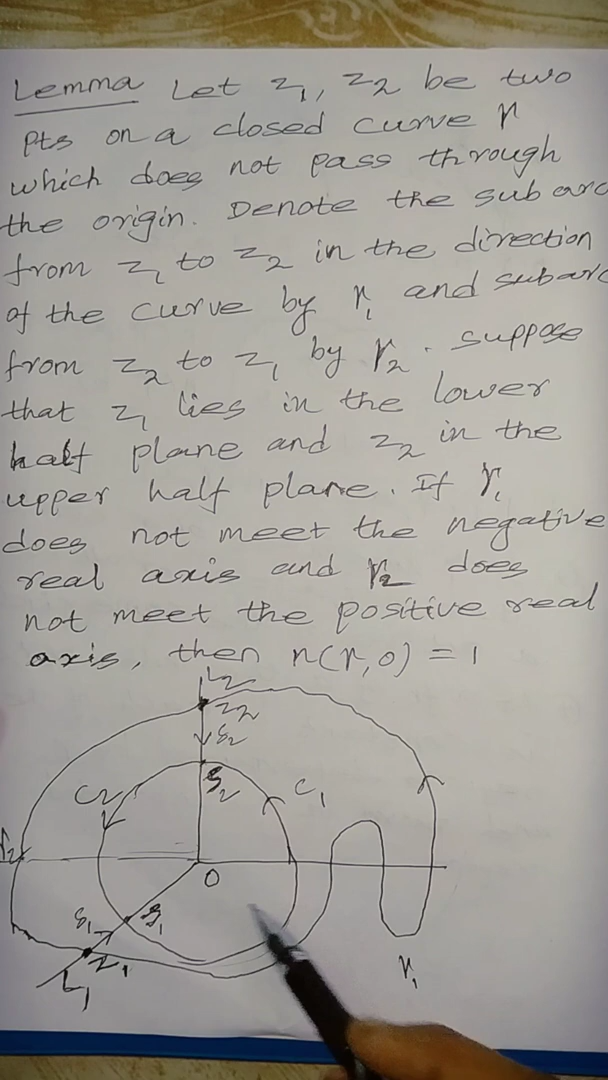 Lemma Let z1, z2 be two
pts on a closed curve γ
which does not pass through
the origin. Denote the sub arc
from z1 to z2 in the direction
of the curve by γ1 and subarc
from z2 to z1 by γ2. suppose
that z1 lies in the lower
half plane and z2 in the
upper half plane. If γ1
does not meet the negative
real axis and γ2 does
not meet the positive real
axis, then n(γ,0) = 1
L2
z2
δ2
ξ2
C2
C1
γ2
O
δ1
ξ1
z1
L1
γ1